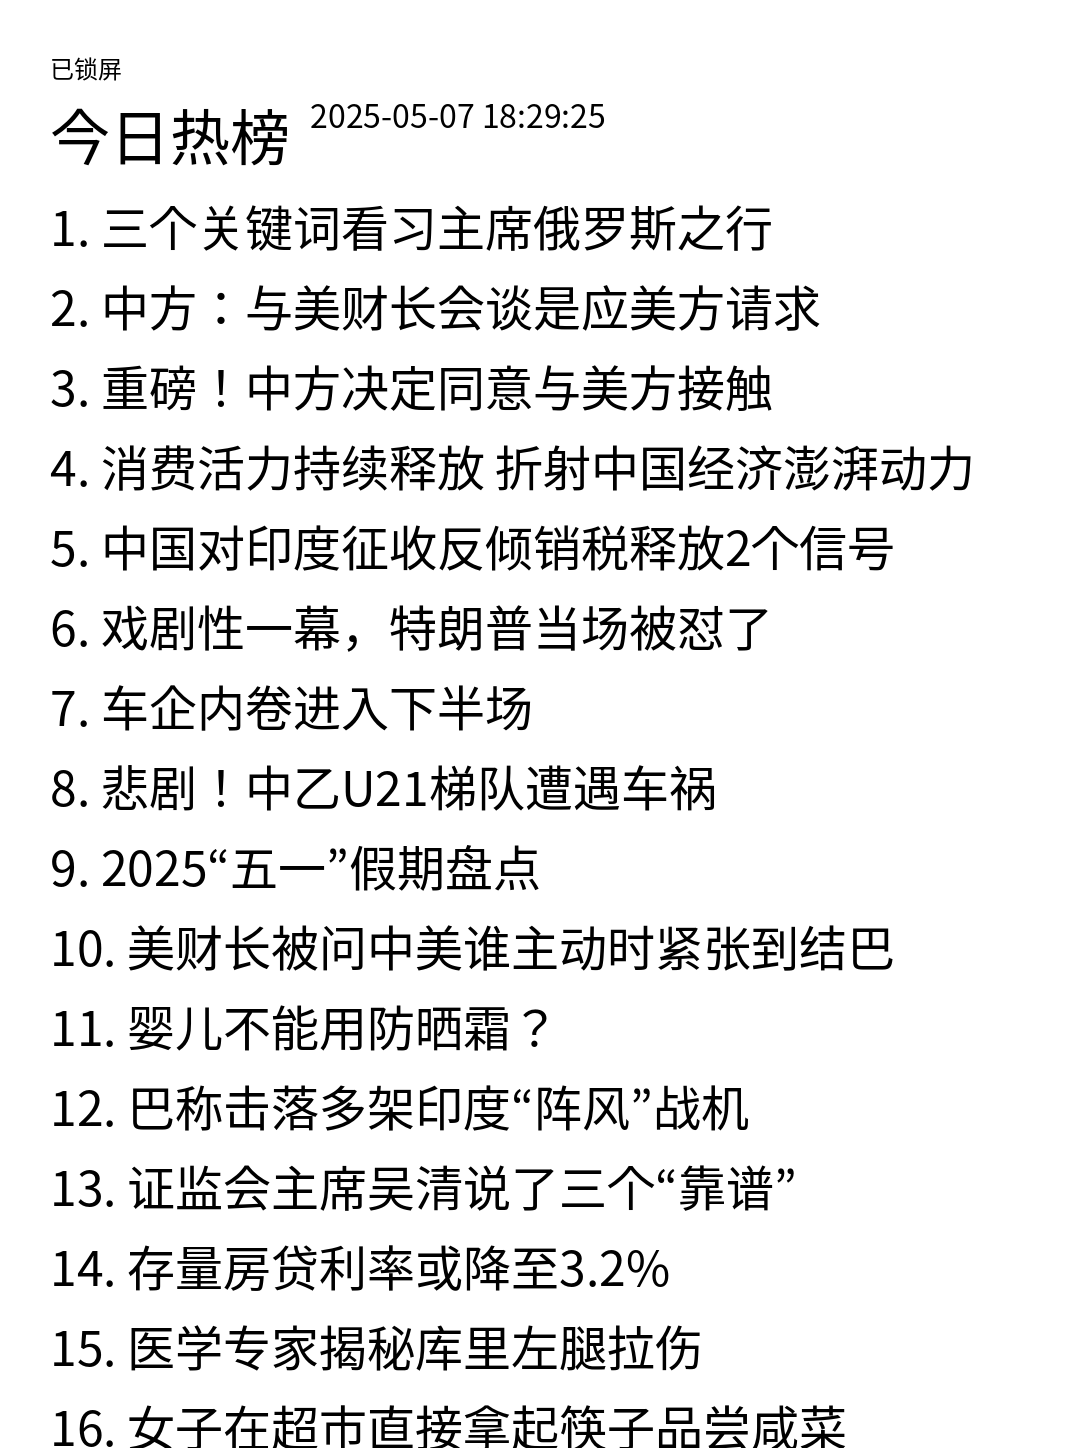 已锁屏
今日热榜 2025-05-07 18:29:25
1. 三个关键词看习主席俄罗斯之行
2. 中方：与美财长会谈是应美方请求
3. 重磅！中方决定同意与美方接触
4. 消费活力持续释放 折射中国经济澎湃动力
5. 中国对印度征收反倾销税释放2个信号
6. 戏剧性一幕，特朗普当场被怼了
7. 车企内卷进入下半场
8. 悲剧！中乙U21梯队遭遇车祸
9. 2025“五一”假期盘点
10. 美财长被问中美谁主动时紧张到结巴
11. 婴儿不能用防晒霜？
12. 巴称击落多架印度“阵风”战机
13. 证监会主席吴清说了三个“靠谱”
14. 存量房贷利率或降至3.2%
15. 医学专家揭秘库里左腿拉伤
16. 女子在超市直接拿起筷子品尝咸菜